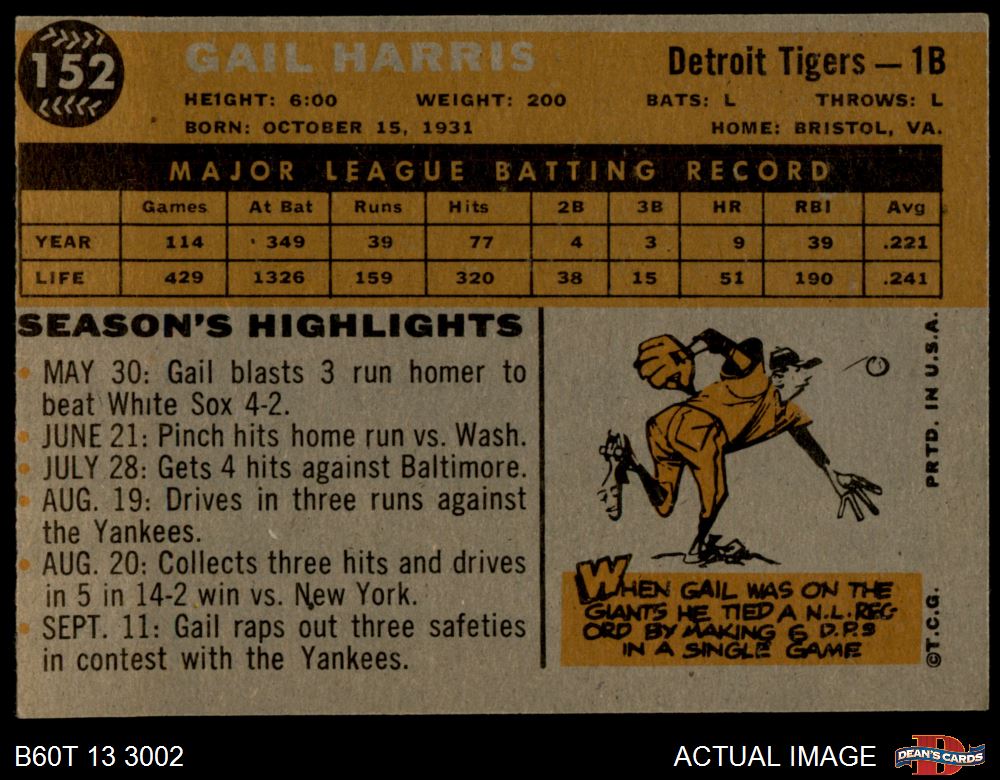 152
GAIL HARRIS
Detroit Tigers — 1B
HEIGHT: 6:00 WEIGHT: 200 BATS: L THROWS: L
BORN: OCTOBER 15, 1931 HOME: BRISTOL, VA.
MAJOR LEAGUE BATTING RECORD
Games At Bat Runs Hits 2B 3B HR RBI Avg
YEAR 114 349 39 77 4 3 9 39 .221
LIFE 429 1326 159 320 38 15 51 190 .241
SEASON'S HIGHLIGHTS
• MAY 30: Gail blasts 3 run homer to
beat White Sox 4-2.
• JUNE 21: Pinch hits home run vs. Wash.
• JULY 28: Gets 4 hits against Baltimore.
• AUG. 19: Drives in three runs against
the Yankees.
• AUG. 20: Collects three hits and drives
in 5 in 14-2 win vs. New York.
• SEPT. 11: Gail raps out three safeties
in contest with the Yankees.
WHEN GAIL WAS ON THE
GIANTS HE TIED A N.L. REC-
ORD BY MAKING 6 D.P.S
IN A SINGLE GAME
©T.C.G. PRTD. IN U.S.A.
B60T 13 3002
ACTUAL IMAGE
D
DEAN'S CARDS